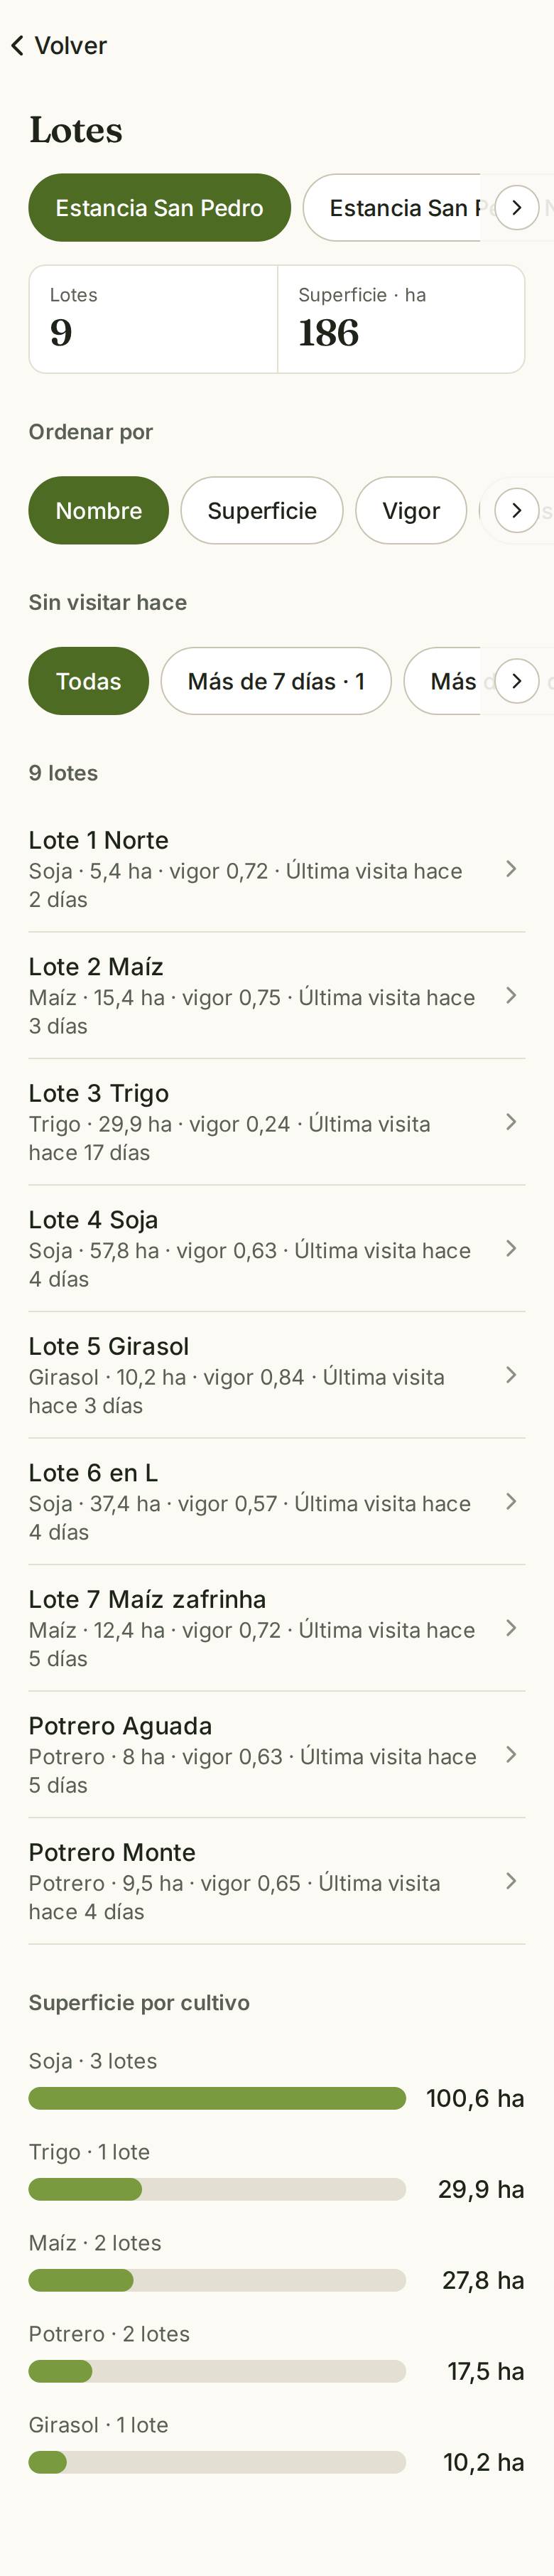 Volver
Lotes
Estancia San Pedro
Estancia San Pe
Lotes
9
Superficie · ha
186
Ordenar por
Nombre
Superficie
Vigor
Sin visitar hace
Todas
Más de 7 días · 1
Más
9 lotes
Lote 1 Norte
Soja · 5,4 ha · vigor 0,72 · Última visita hace
2 días
Lote 2 Maíz
Maíz · 15,4 ha · vigor 0,75 · Última visita hace
3 días
Lote 3 Trigo
Trigo · 29,9 ha · vigor 0,24 · Última visita
hace 17 días
Lote 4 Soja
Soja · 57,8 ha · vigor 0,63 · Última visita hace
4 días
Lote 5 Girasol
Girasol · 10,2 ha · vigor 0,84 · Última visita
hace 3 días
Lote 6 en L
Soja · 37,4 ha · vigor 0,57 · Última visita hace
4 días
Lote 7 Maíz zafrinha
Maíz · 12,4 ha · vigor 0,72 · Última visita hace
5 días
Potrero Aguada
Potrero · 8 ha · vigor 0,63 · Última visita hace
5 días
Potrero Monte
Potrero · 9,5 ha · vigor 0,65 · Última visita
hace 4 días
Superficie por cultivo
Soja · 3 lotes
100,6 ha
Trigo · 1 lote
29,9 ha
Maíz · 2 lotes
27,8 ha
Potrero · 2 lotes
17,5 ha
Girasol · 1 lote
10,2 ha